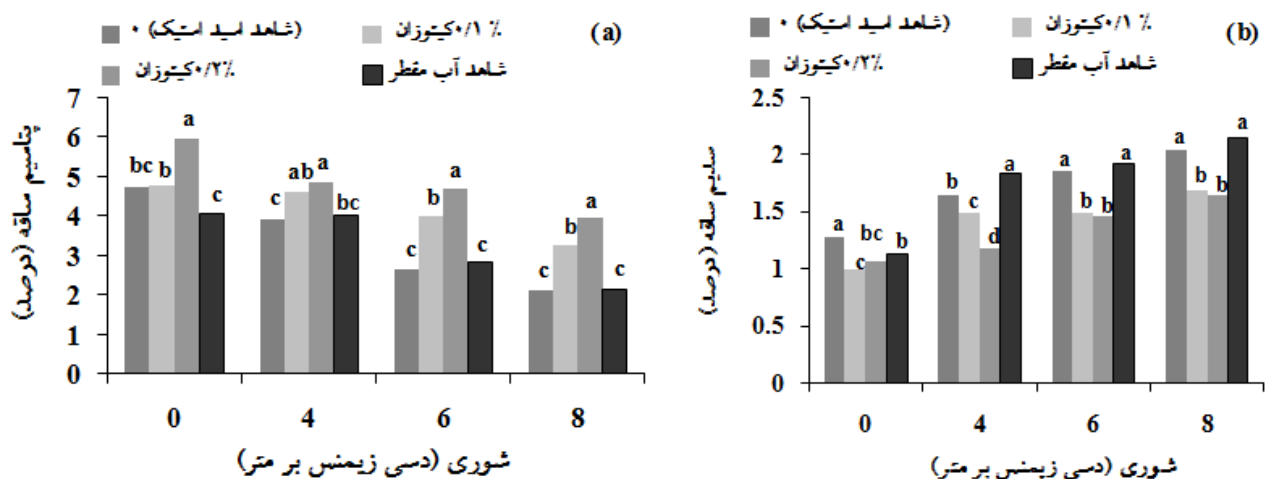 ۰ (شاهد اسید استیک)
۰/۱ %کیتوزان
(a)
۰/۲%کیتوزان
شاهد آب مقطر
پتاسیم ساقه (درصد)
7
6
5
4
3
2
1
0
bc b a c
c ab a bc
c b a c
c b a c
0 4 6 8
شوری (دسی زیمنس بر متر)
۰ (شاهد اسید استیک)
۰/۱ %کیتوزان
(b)
۰/۲%کیتوزان
شاهد آب مقطر
سدیم ساقه (درصد)
2.5
2
1.5
1
0.5
0
a c bc b
b c d a
a b b a
a b b a
0 4 6 8
شوری (دسی زیمنس بر متر)